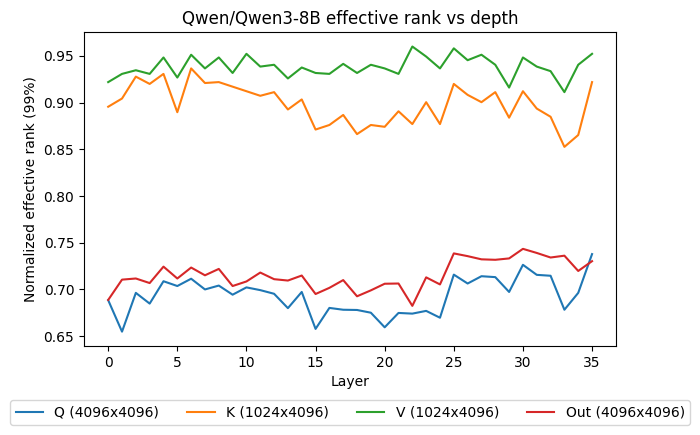 Qwen/Qwen3-8B effective rank vs depth
Normalized effective rank (99%)
0.95
0.90
0.85
0.80
0.75
0.70
0.65
0 5 10 15 20 25 30 35
Layer
Q (4096x4096) K (1024x4096) V (1024x4096) Out (4096x4096)